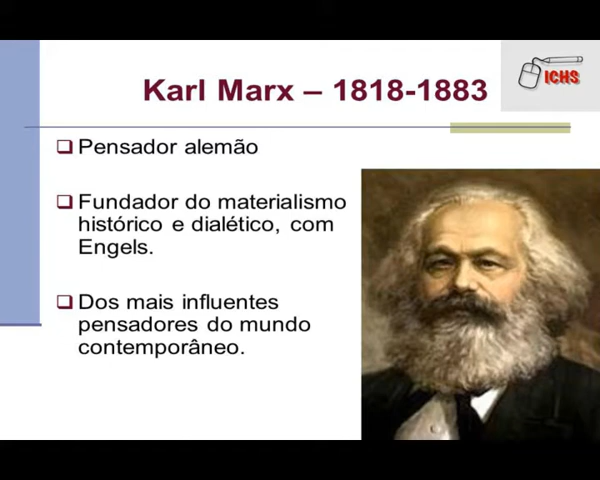 ICHS
Karl Marx – 1818-1883
Pensador alemão
Fundador do materialismo
histórico e dialético, com
Engels.
Dos mais influentes
pensadores do mundo
contemporâneo.